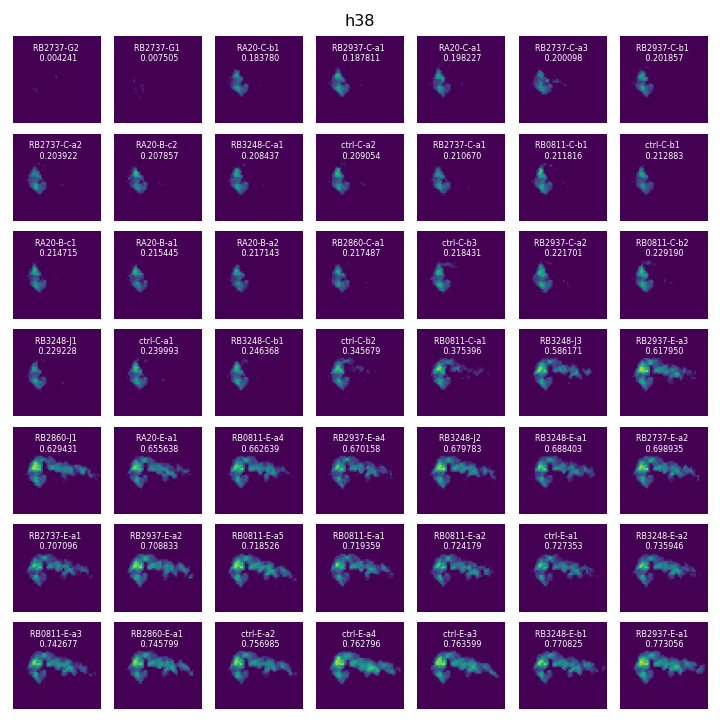 h38
RB2737-G2
0.004241
RB2737-G1
0.007505
RA20-C-b1
0.183780
RB2937-C-a1
0.187811
RA20-C-a1
0.198227
RB2737-C-a3
0.200098
RB2937-C-b1
0.201857
RB2737-C-a2
0.203922
RA20-B-c2
0.207857
RB3248-C-a1
0.208437
ctrl-C-a2
0.209054
RB2737-C-a1
0.210670
RB0811-C-b1
0.211816
ctrl-C-b1
0.212883
RA20-B-c1
0.214715
RA20-B-a1
0.215445
RA20-B-a2
0.217143
RB2860-C-a1
0.217487
ctrl-C-b3
0.218431
RB2937-C-a2
0.221701
RB0811-C-b2
0.229190
RB3248-J1
0.229228
ctrl-C-a1
0.239993
RB3248-C-b1
0.246368
ctrl-C-b2
0.345679
RB0811-C-a1
0.375396
RB3248-J3
0.586171
RB2937-E-a3
0.617950
RB2860-J1
0.629431
RA20-E-a1
0.655638
RB0811-E-a4
0.662639
RB2937-E-a4
0.670158
RB3248-J2
0.679783
RB3248-E-a1
0.688403
RB2737-E-a2
0.698935
RB2737-E-a1
0.707096
RB2937-E-a2
0.708833
RB0811-E-a5
0.718526
RB0811-E-a1
0.719359
RB0811-E-a2
0.724179
ctrl-E-a1
0.727353
RB3248-E-a2
0.735946
RB0811-E-a3
0.742677
RB2860-E-a1
0.745799
ctrl-E-a2
0.756985
ctrl-E-a4
0.762796
ctrl-E-a3
0.763599
RB3248-E-b1
0.770825
RB2937-E-a1
0.773056